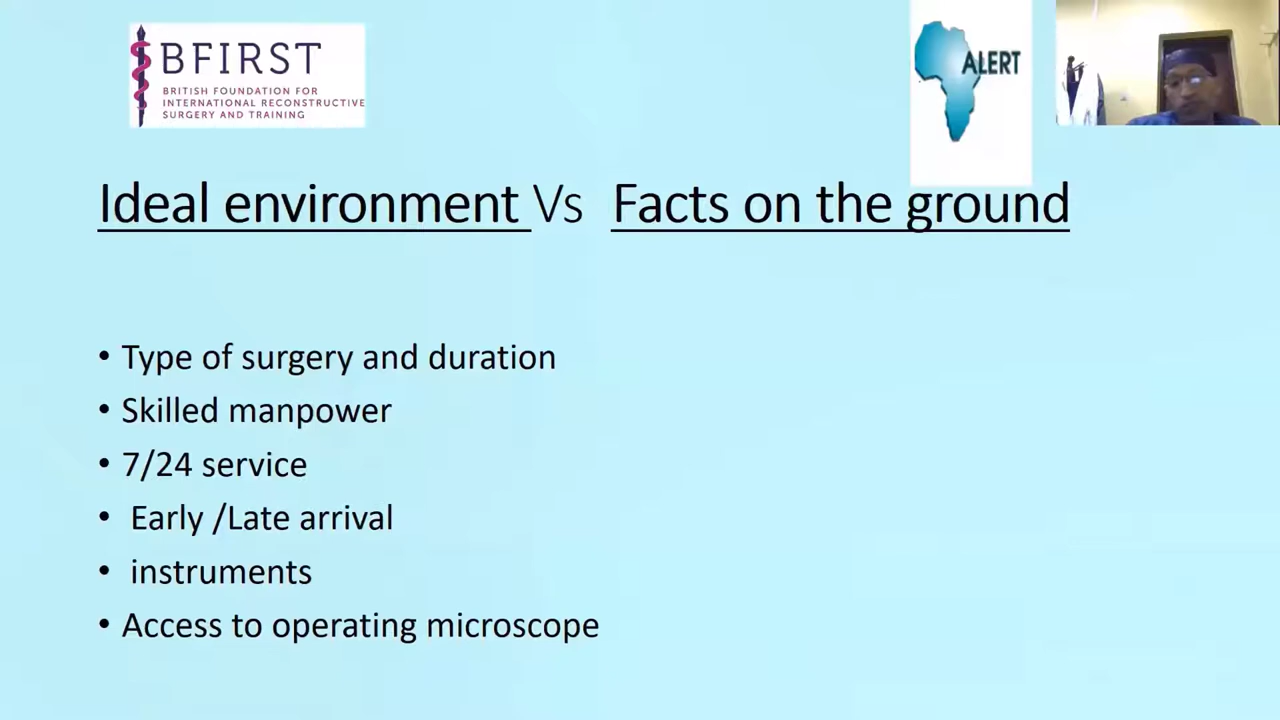 BFIRST
BRITISH FOUNDATION FOR
INTERNATIONAL RECONSTRUCTIVE
SURGERY AND TRAINING
ALERT
Ideal environment Vs Facts on the ground
• Type of surgery and duration
• Skilled manpower
• 7/24 service
• Early /Late arrival
• instruments
• Access to operating microscope